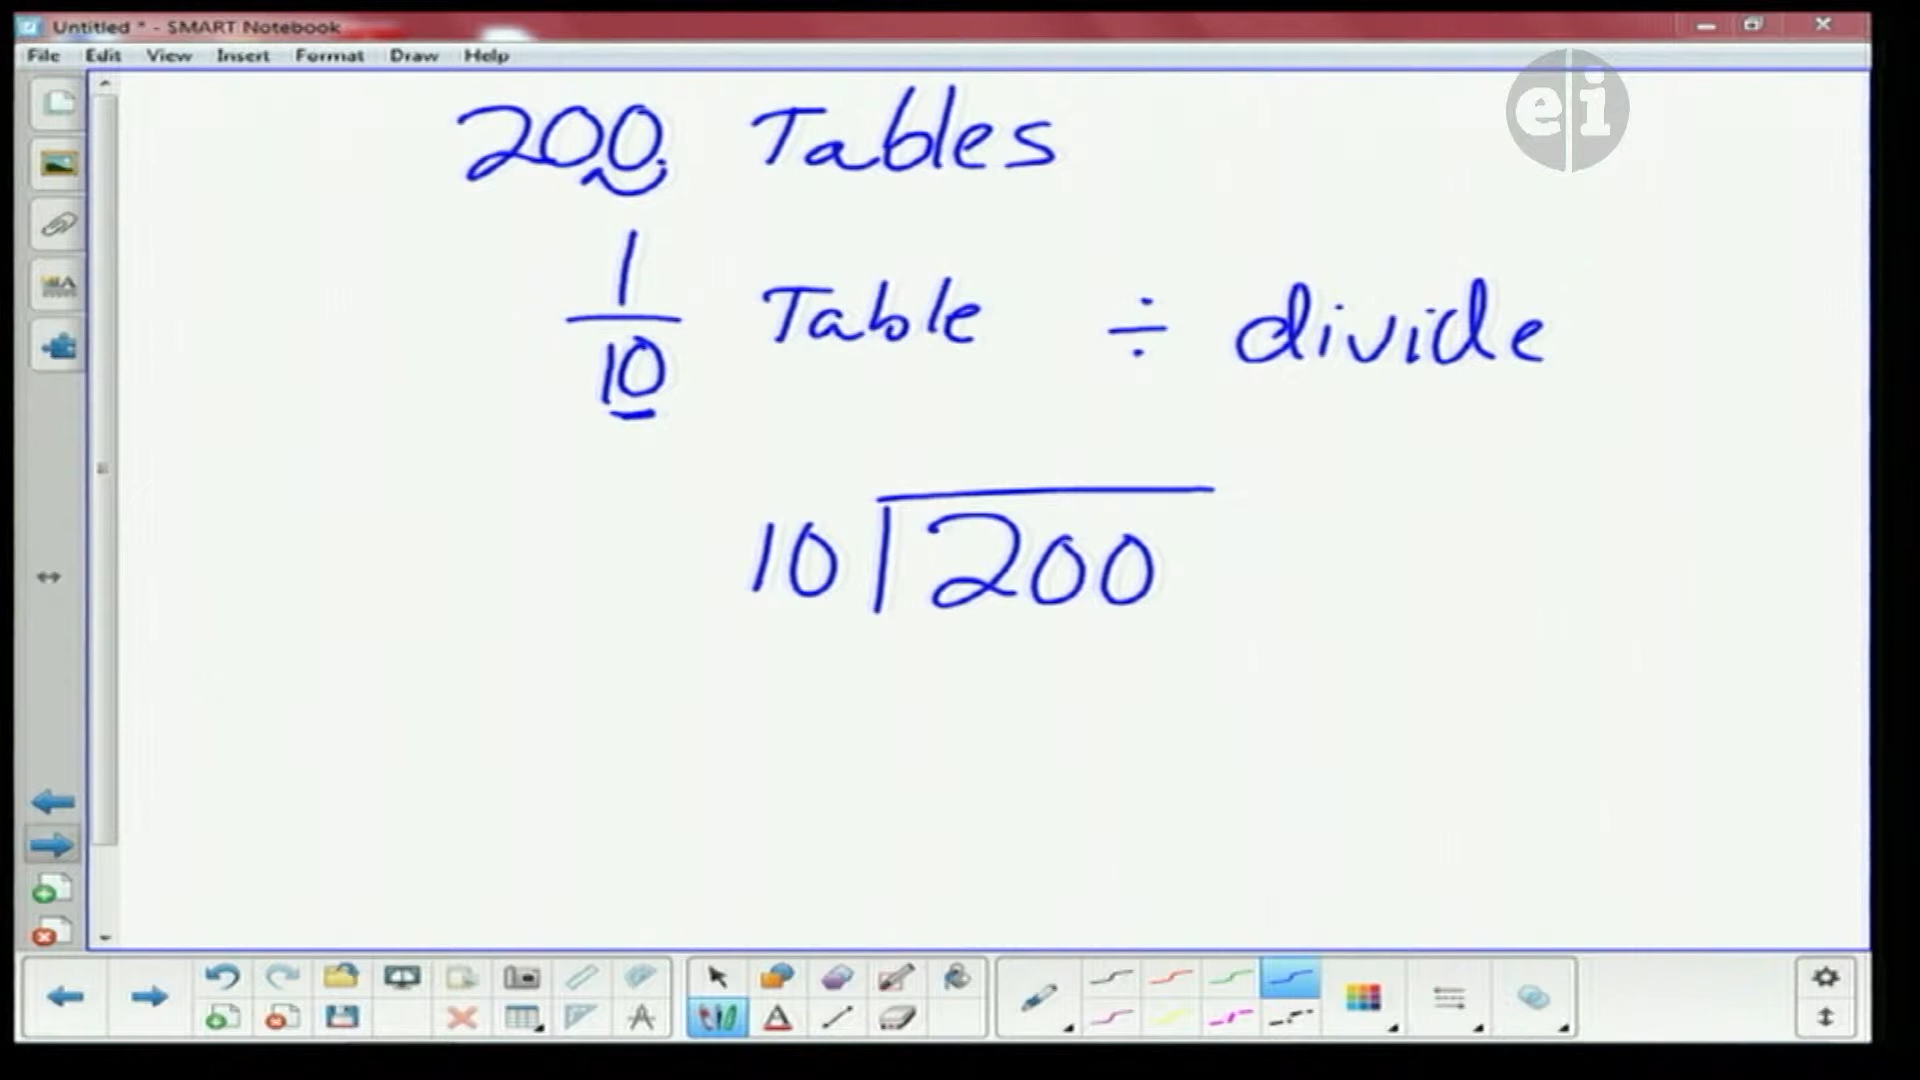 Untitled * - SMART Notebook
File Edit View Insert Format Draw Help
ei
200. Tables
1/10 Table ÷ divide
10 200